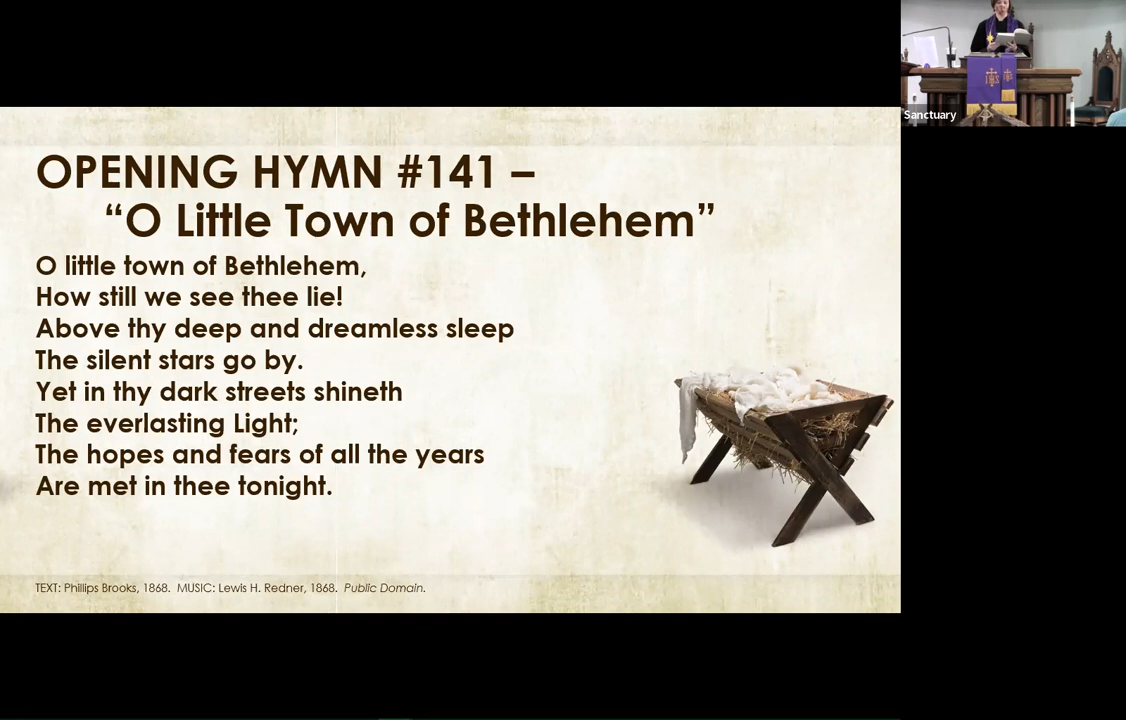 OPENING HYMN #141 –
“O Little Town of Bethlehem”
O little town of Bethlehem,
How still we see thee lie!
Above thy deep and dreamless sleep
The silent stars go by.
Yet in thy dark streets shineth
The everlasting Light;
The hopes and fears of all the years
Are met in thee tonight.
TEXT: Phillips Brooks, 1868.  MUSIC: Lewis H. Redner, 1868.  Public Domain.
Sanctuary
IHS